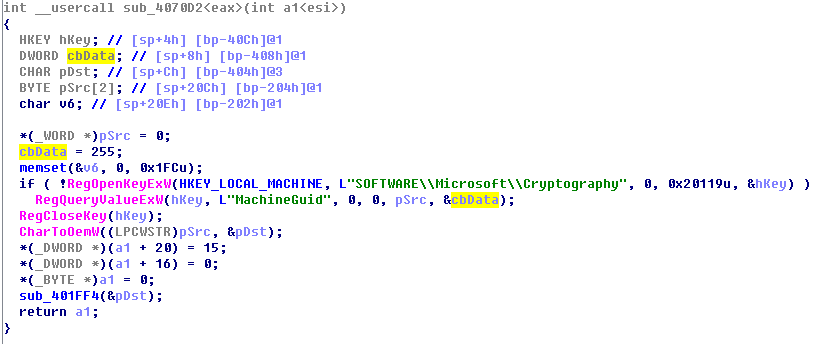 int __usercall sub_4070D2<eax>(int a1<esi>)
{
HKEY hKey; // [sp+4h] [bp-40Ch]@1
DWORD cbData; // [sp+8h] [bp-408h]@1
CHAR pDst; // [sp+Ch] [bp-404h]@3
BYTE pSrc[2]; // [sp+20Ch] [bp-204h]@1
char v6; // [sp+20Eh] [bp-202h]@1
*(_WORD *)pSrc = 0;
cbData = 255;
memset(&v6, 0, 0x1FCu);
if ( !RegOpenKeyExW(HKEY_LOCAL_MACHINE, L"SOFTWARE\\Microsoft\\Cryptography", 0, 0x20119u, &hKey) )
RegQueryValueExW(hKey, L"MachineGuid", 0, 0, pSrc, &cbData);
RegCloseKey(hKey);
CharToOemW((LPCWSTR)pSrc, &pDst);
*(_DWORD *)(a1 + 20) = 15;
*(_DWORD *)(a1 + 16) = 0;
*(_BYTE *)a1 = 0;
sub_401FF4(&pDst);
return a1;
}